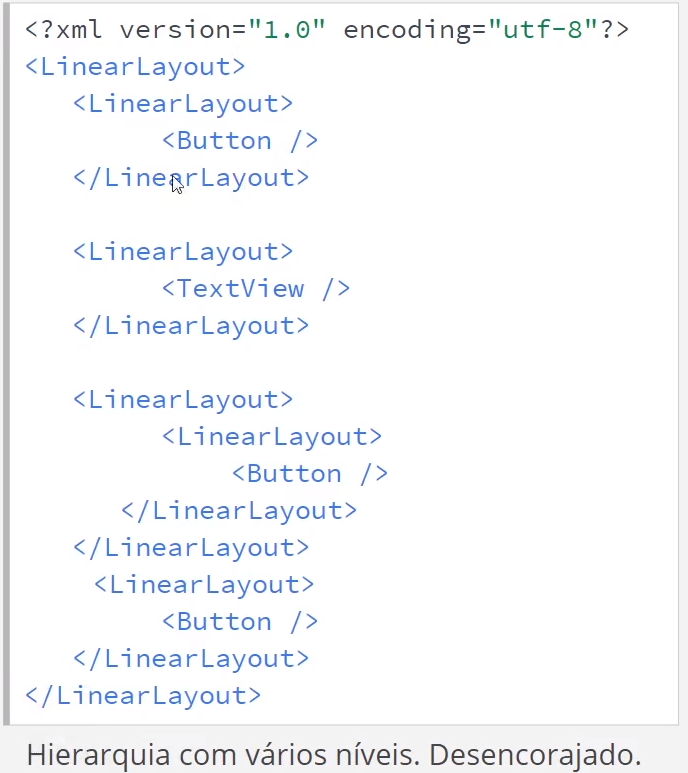 <?xml version="1.0" encoding="utf-8"?>
<LinearLayout>
<LinearLayout>
<Button />
</LinearLayout>
<LinearLayout>
<TextView />
</LinearLayout>
<LinearLayout>
<LinearLayout>
<Button />
</LinearLayout>
</LinearLayout>
<LinearLayout>
<Button />
</LinearLayout>
</LinearLayout>
Hierarquia com vários níveis. Desencorajado.